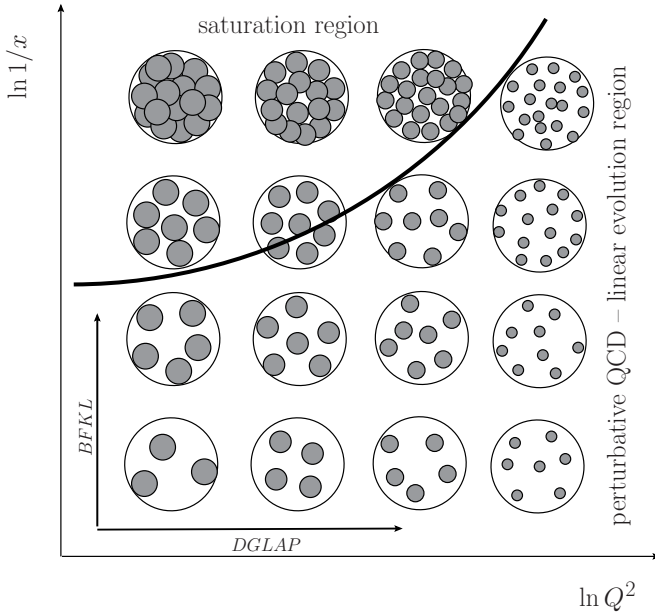 saturation region
ln 1/x
perturbative QCD – linear evolution region
BFKL
DGLAP
ln Q²